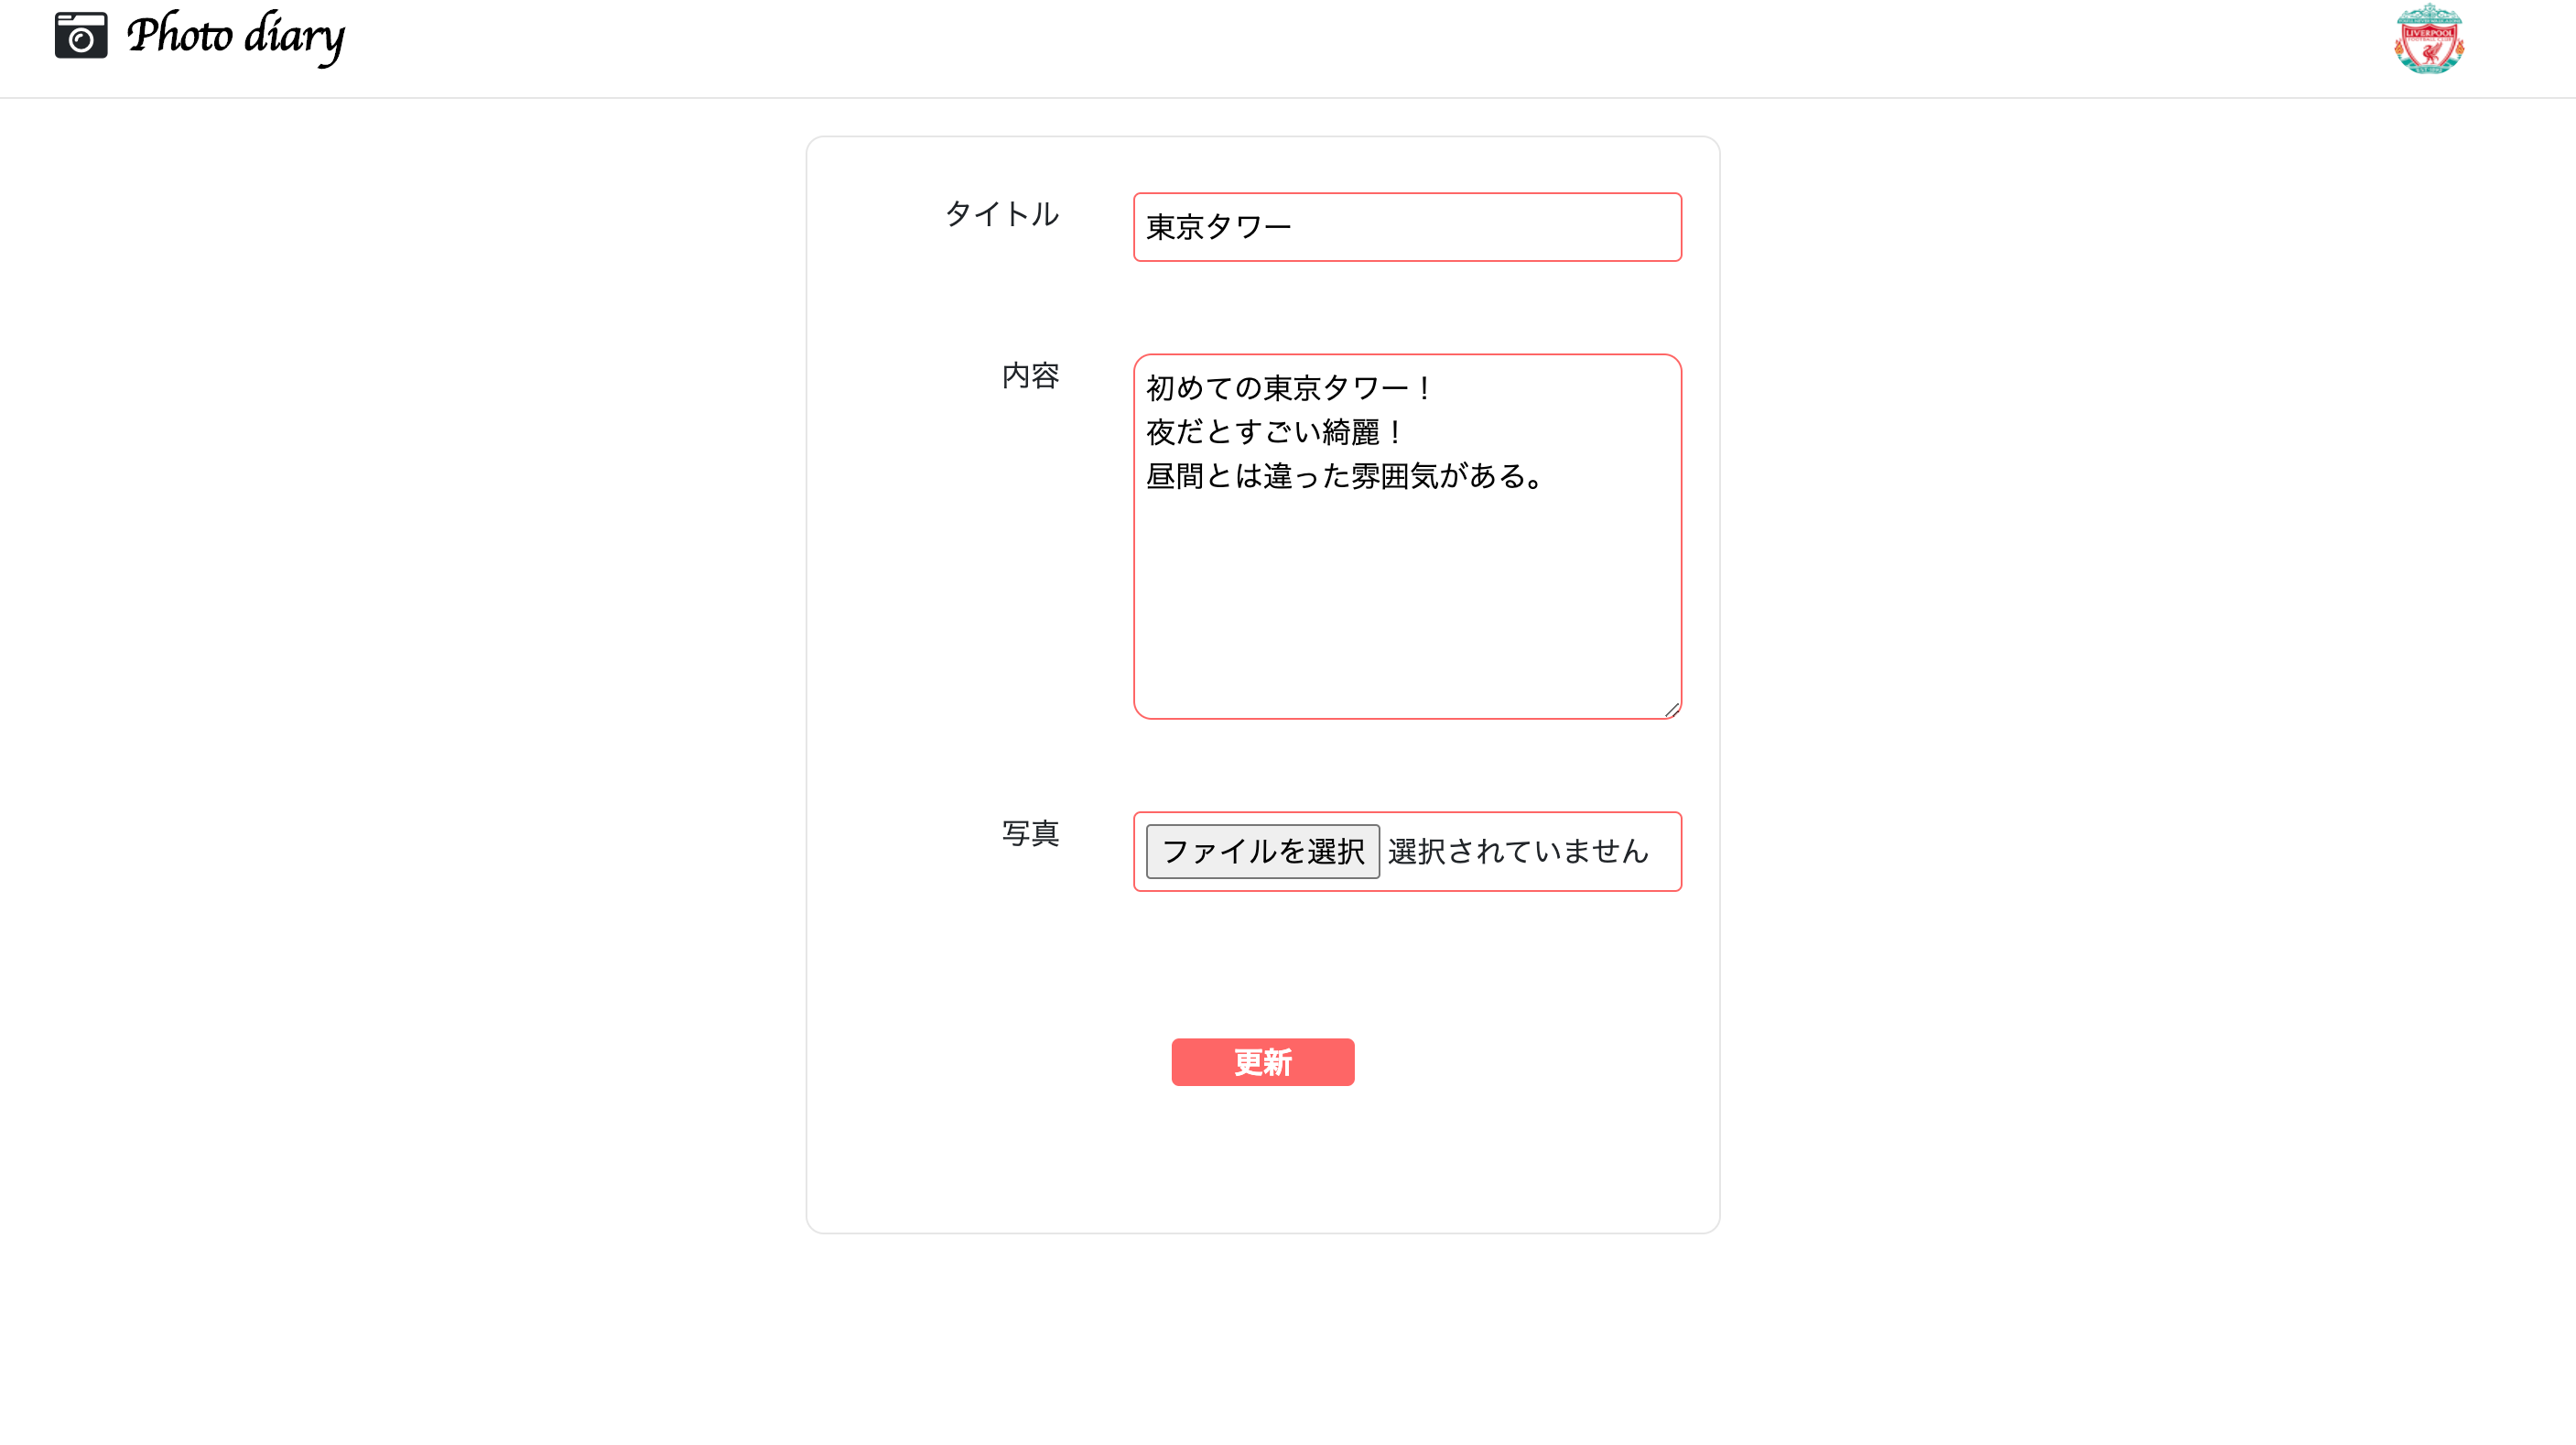 Photo diary
LIVERPOOL
タイトル
東京タワー
内容
初めての東京タワー！
夜だとすごい綺麗！
昼間とは違った雰囲気がある。
写真
ファイルを選択 選択されていません
更新